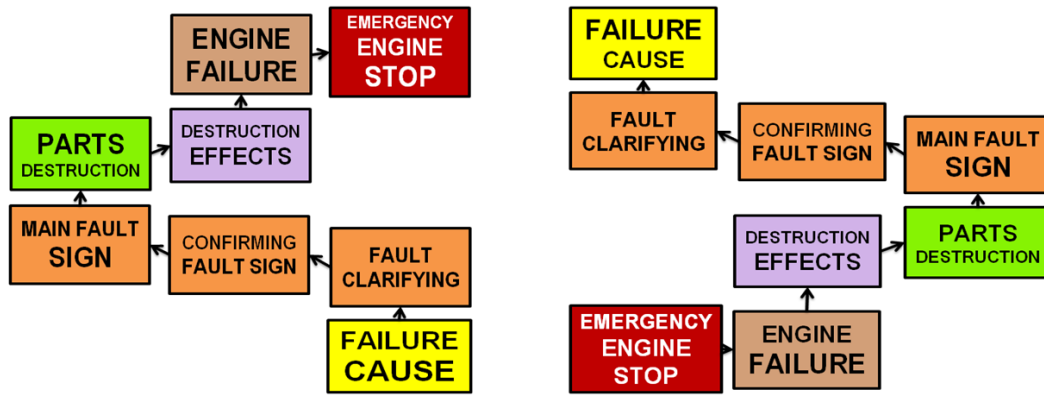 ENGINE
FAILURE
EMERGENCY
ENGINE
STOP
PARTS
DESTRUCTION
DESTRUCTION
EFFECTS
MAIN FAULT
SIGN
CONFIRMING
FAULT SIGN
FAULT
CLARIFYING
FAILURE
CAUSE
FAILURE
CAUSE
FAULT
CLARIFYING
CONFIRMING
FAULT SIGN
MAIN FAULT
SIGN
DESTRUCTION
EFFECTS
PARTS
DESTRUCTION
EMERGENCY
ENGINE
STOP
ENGINE
FAILURE